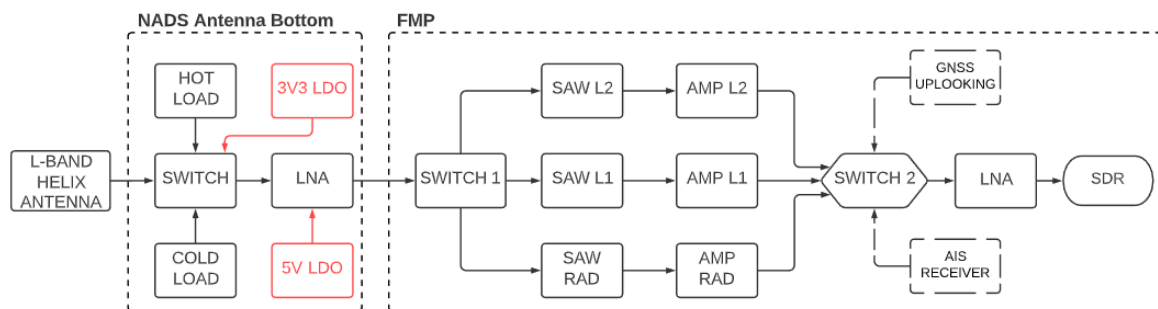 NADS Antenna Bottom
FMP
HOT
LOAD
3V3 LDO
SAW L2
AMP L2
GNSS
UPLOOKING
L-BAND
HELIX
ANTENNA
SWITCH
LNA
SWITCH 1
SAW L1
AMP L1
SWITCH 2
LNA
SDR
COLD
LOAD
5V LDO
SAW
RAD
AMP
RAD
AIS
RECEIVER